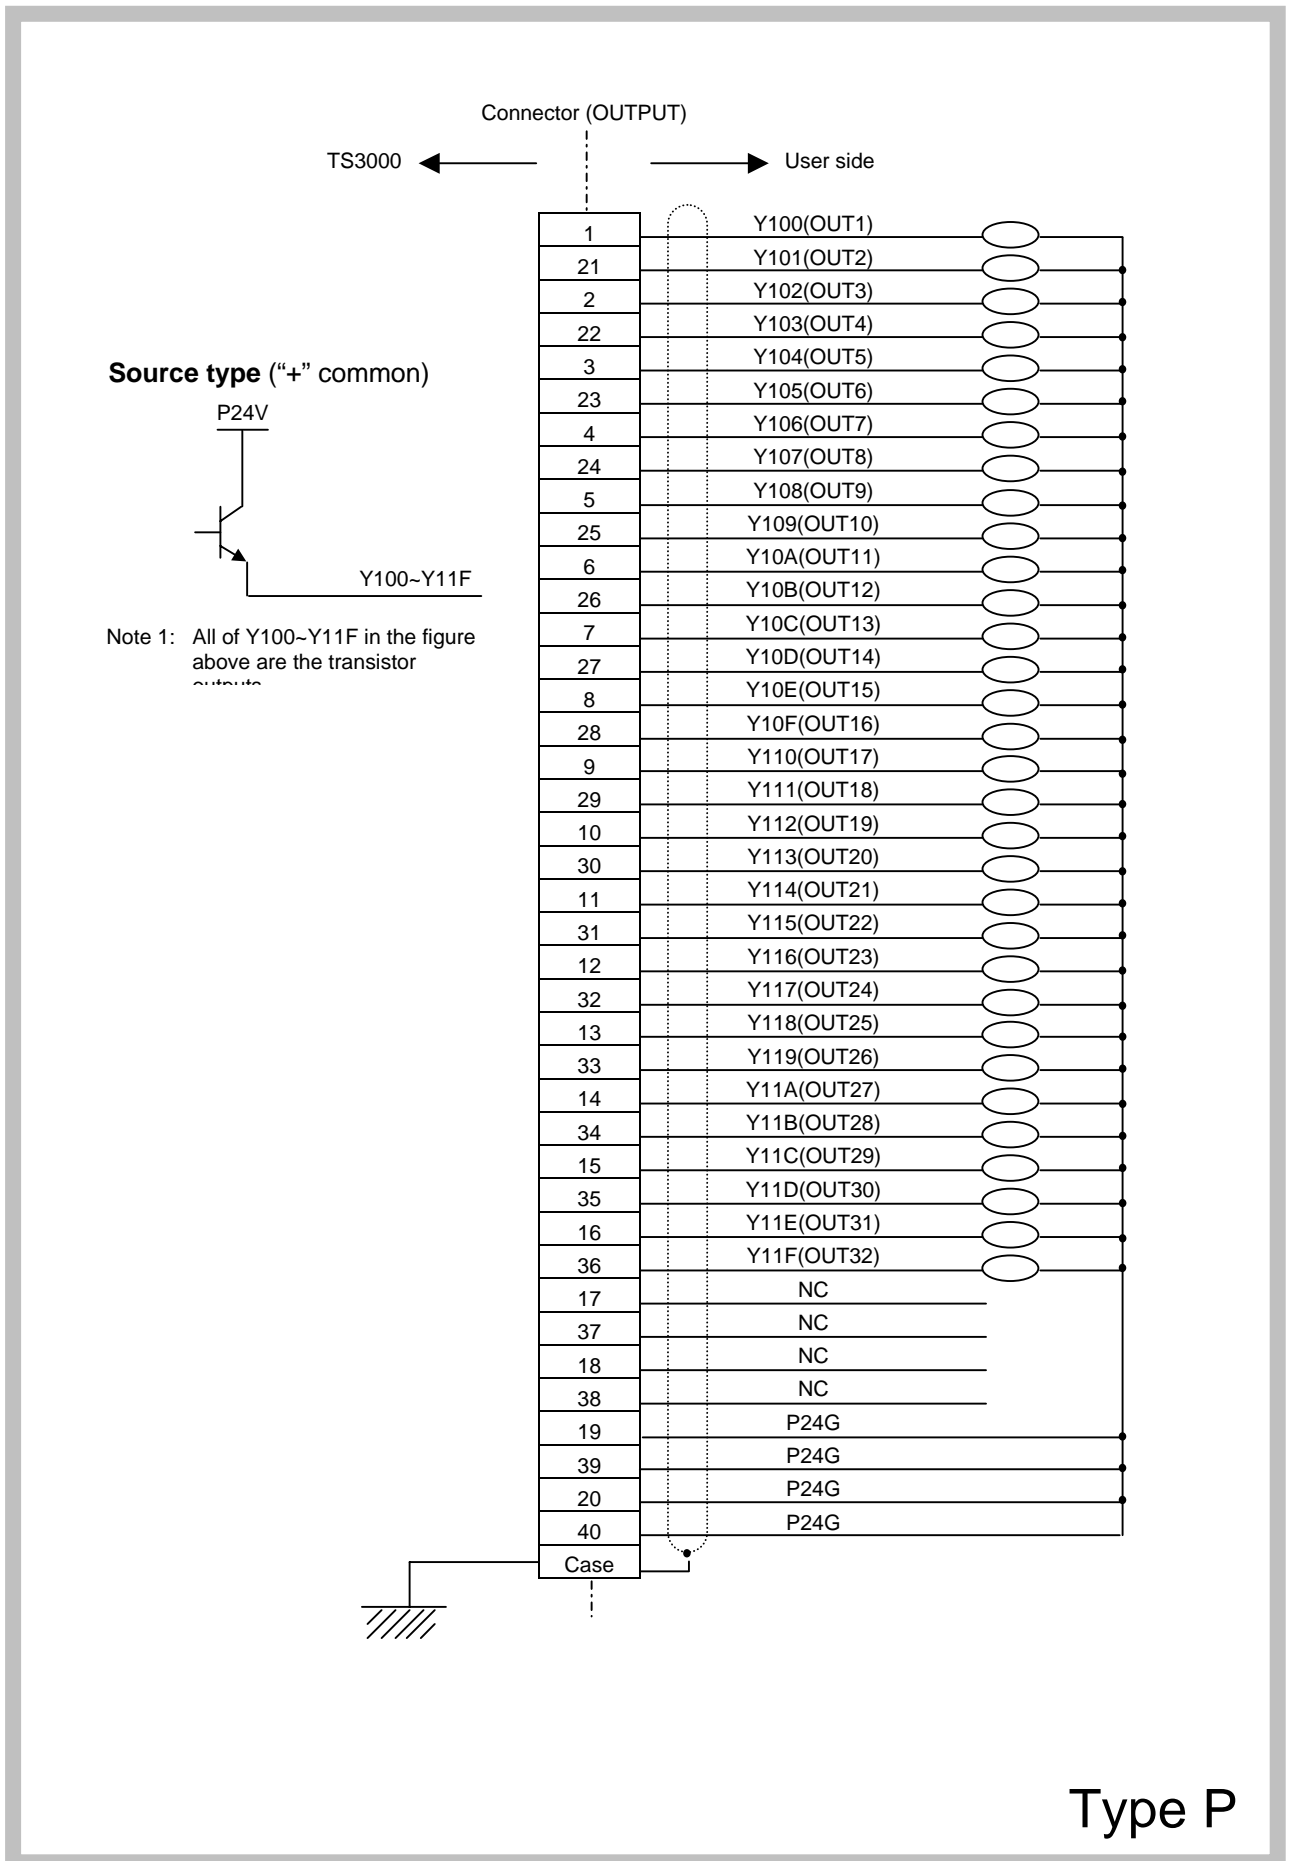 Connector (OUTPUT)
TS3000
User side
1 Y100(OUT1)
21 Y101(OUT2)
2 Y102(OUT3)
22 Y103(OUT4)
3 Y104(OUT5)
23 Y105(OUT6)
4 Y106(OUT7)
24 Y107(OUT8)
5 Y108(OUT9)
25 Y109(OUT10)
6 Y10A(OUT11)
26 Y10B(OUT12)
7 Y10C(OUT13)
27 Y10D(OUT14)
8 Y10E(OUT15)
28 Y10F(OUT16)
9 Y110(OUT17)
29 Y111(OUT18)
10 Y112(OUT19)
30 Y113(OUT20)
11 Y114(OUT21)
31 Y115(OUT22)
12 Y116(OUT23)
32 Y117(OUT24)
13 Y118(OUT25)
33 Y119(OUT26)
14 Y11A(OUT27)
34 Y11B(OUT28)
15 Y11C(OUT29)
35 Y11D(OUT30)
16 Y11E(OUT31)
36 Y11F(OUT32)
17 NC
37 NC
18 NC
38 NC
19 P24G
39 P24G
20 P24G
40 P24G
Case
Source type (“+” common)
P24V
Y100~Y11F
Note 1: All of Y100~Y11F in the figure
above are the transistor
Type P